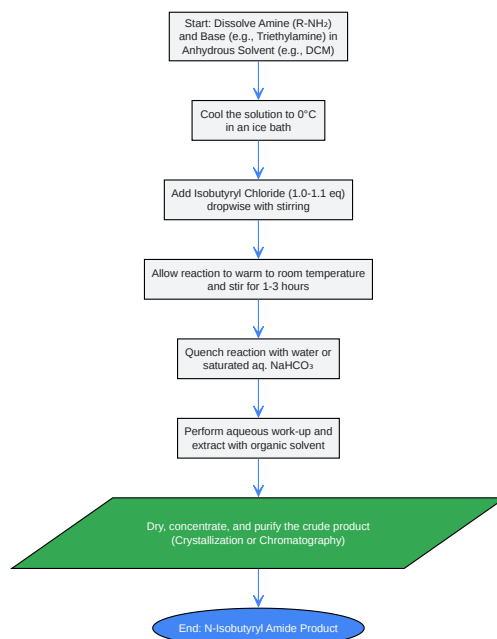 Start: Dissolve Amine (R-NH₂)
and Base (e.g., Triethylamine) in
Anhydrous Solvent (e.g., DCM)
Cool the solution to 0°C
in an ice bath
Add Isobutyryl Chloride (1.0-1.1 eq)
dropwise with stirring
Allow reaction to warm to room temperature
and stir for 1-3 hours
Quench reaction with water or
saturated aq. NaHCO₃
Perform aqueous work-up and
extract with organic solvent
Dry, concentrate, and purify the crude product
(Crystallization or Chromatography)
End: N-Isobutyryl Amide Product